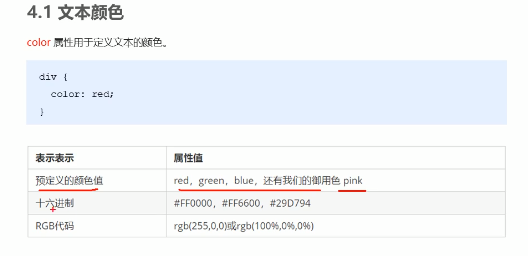 4.1 文本颜色
color 属性用于定义文本的颜色。
div {
color: red;
}
表示表示 属性值
预定义的颜色值 red，green，blue，还有我们的御用色 pink
十六进制 #FF0000，#FF6600，#29D794
RGB代码 rgb(255,0,0)或rgb(100%,0%,0%)